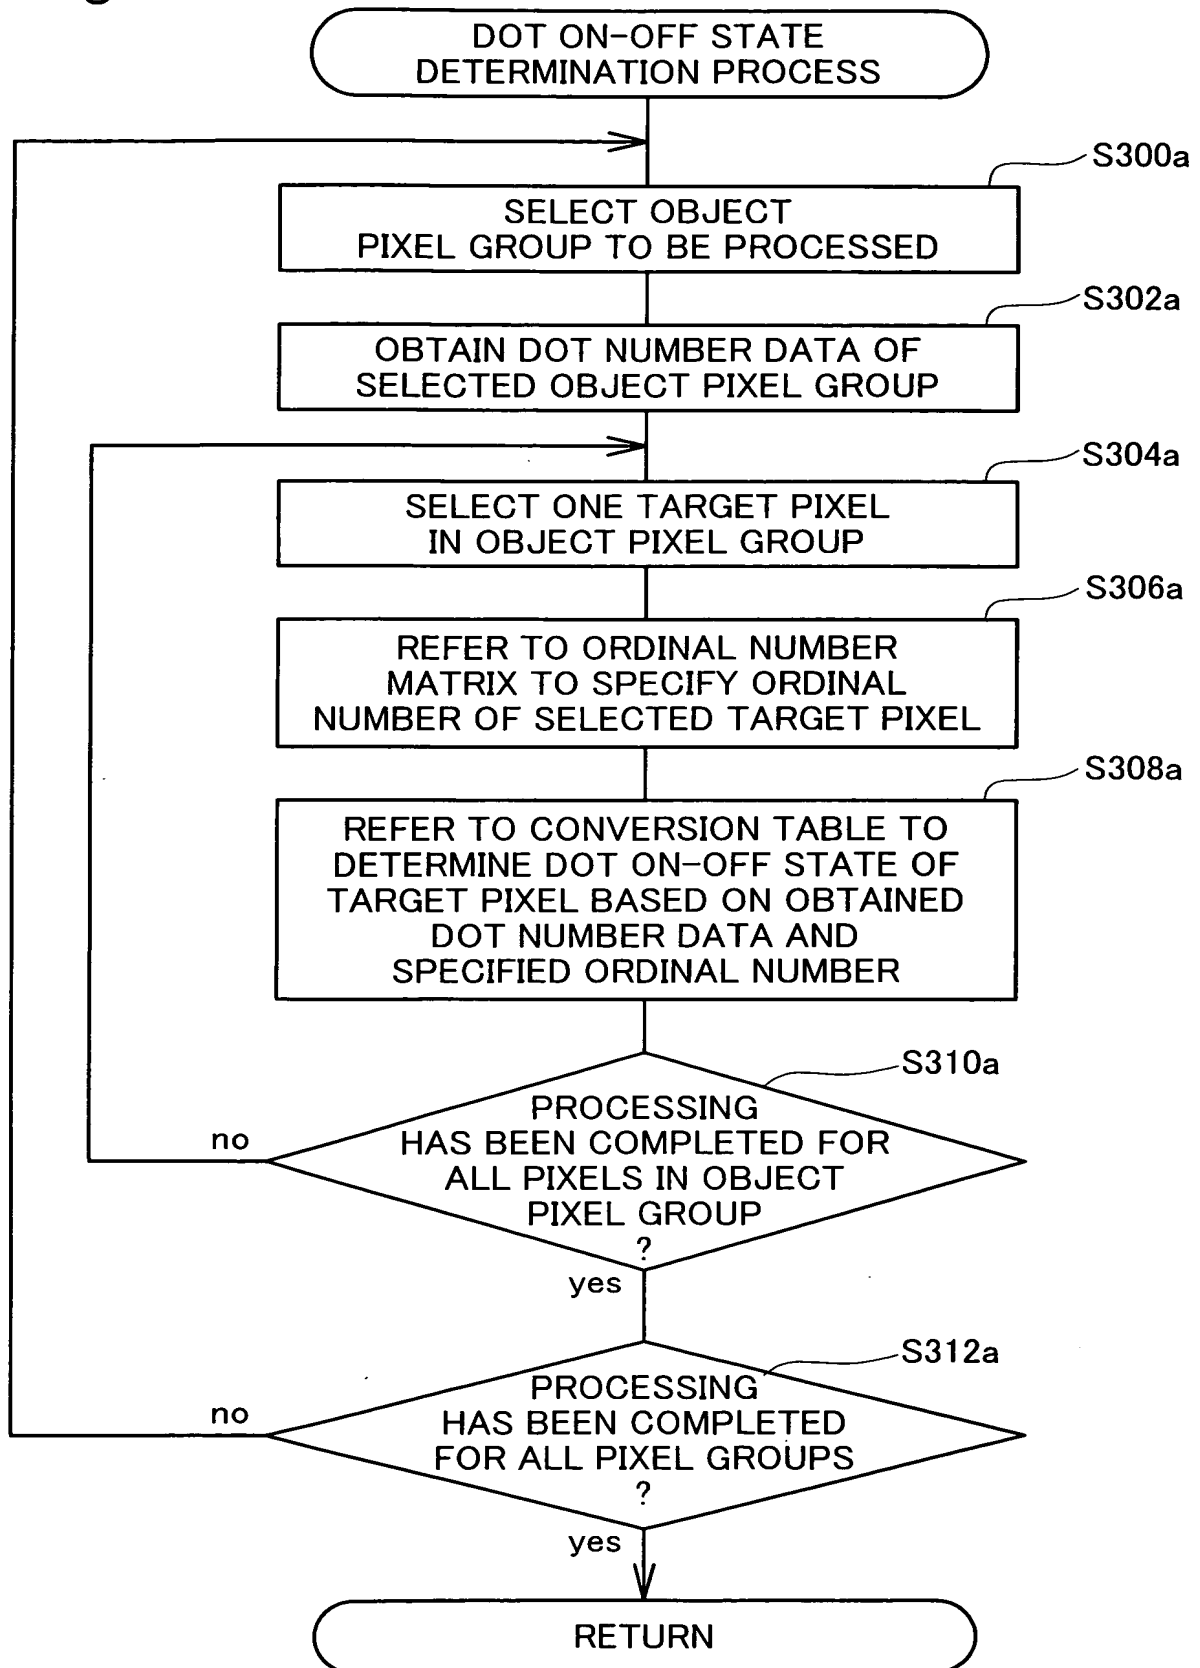 DOT ON-OFF STATE
DETERMINATION PROCESS
S300a
SELECT OBJECT
PIXEL GROUP TO BE PROCESSED
S302a
OBTAIN DOT NUMBER DATA OF
SELECTED OBJECT PIXEL GROUP
S304a
SELECT ONE TARGET PIXEL
IN OBJECT PIXEL GROUP
S306a
REFER TO ORDINAL NUMBER
MATRIX TO SPECIFY ORDINAL
NUMBER OF SELECTED TARGET PIXEL
S308a
REFER TO CONVERSION TABLE TO
DETERMINE DOT ON-OFF STATE OF
TARGET PIXEL BASED ON OBTAINED
DOT NUMBER DATA AND
SPECIFIED ORDINAL NUMBER
S310a
PROCESSING
no
HAS BEEN COMPLETED FOR
ALL PIXELS IN OBJECT
PIXEL GROUP
?
yes
S312a
PROCESSING
no
HAS BEEN COMPLETED
FOR ALL PIXEL GROUPS
?
yes
RETURN